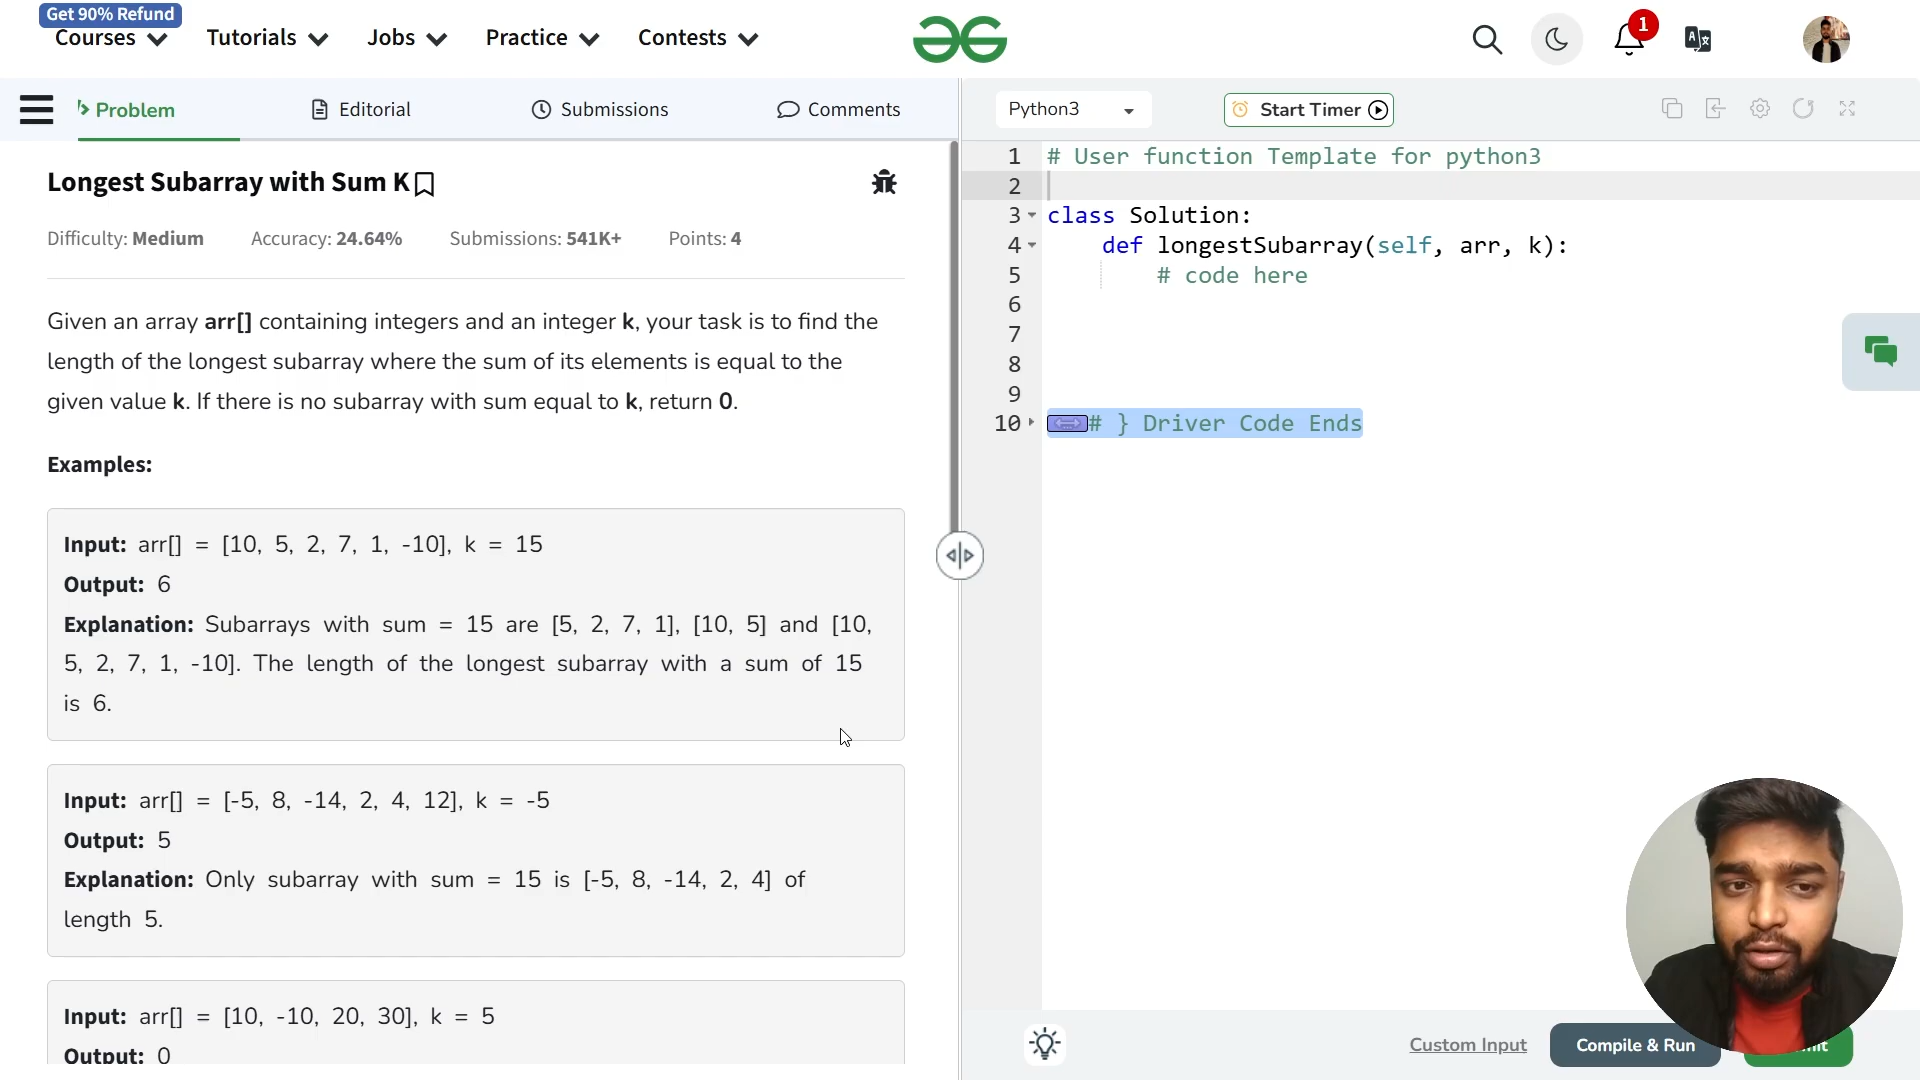 Get 90% Refund
Courses Tutorials Jobs Practice Contests
1
Problem Editorial Submissions Comments
Python3 Start Timer
Longest Subarray with Sum K
Difficulty: Medium Accuracy: 24.64% Submissions: 541K+ Points: 4
Given an array arr[] containing integers and an integer k, your task is to find the
length of the longest subarray where the sum of its elements is equal to the
given value k. If there is no subarray with sum equal to k, return 0.
Examples:
Input: arr[] = [10, 5, 2, 7, 1, -10], k = 15
Output: 6
Explanation: Subarrays with sum = 15 are [5, 2, 7, 1], [10, 5] and [10,
5, 2, 7, 1, -10]. The length of the longest subarray with a sum of 15
is 6.
Input: arr[] = [-5, 8, -14, 2, 4, 12], k = -5
Output: 5
Explanation: Only subarray with sum = 15 is [-5, 8, -14, 2, 4] of
length 5.
Input: arr[] = [10, -10, 20, 30], k = 5
Output: 0
1 # User function Template for python3
2
3 class Solution:
4 def longestSubarray(self, arr, k):
5 # code here
6
7
8
9
10 # } Driver Code Ends
Custom Input Compile & Run